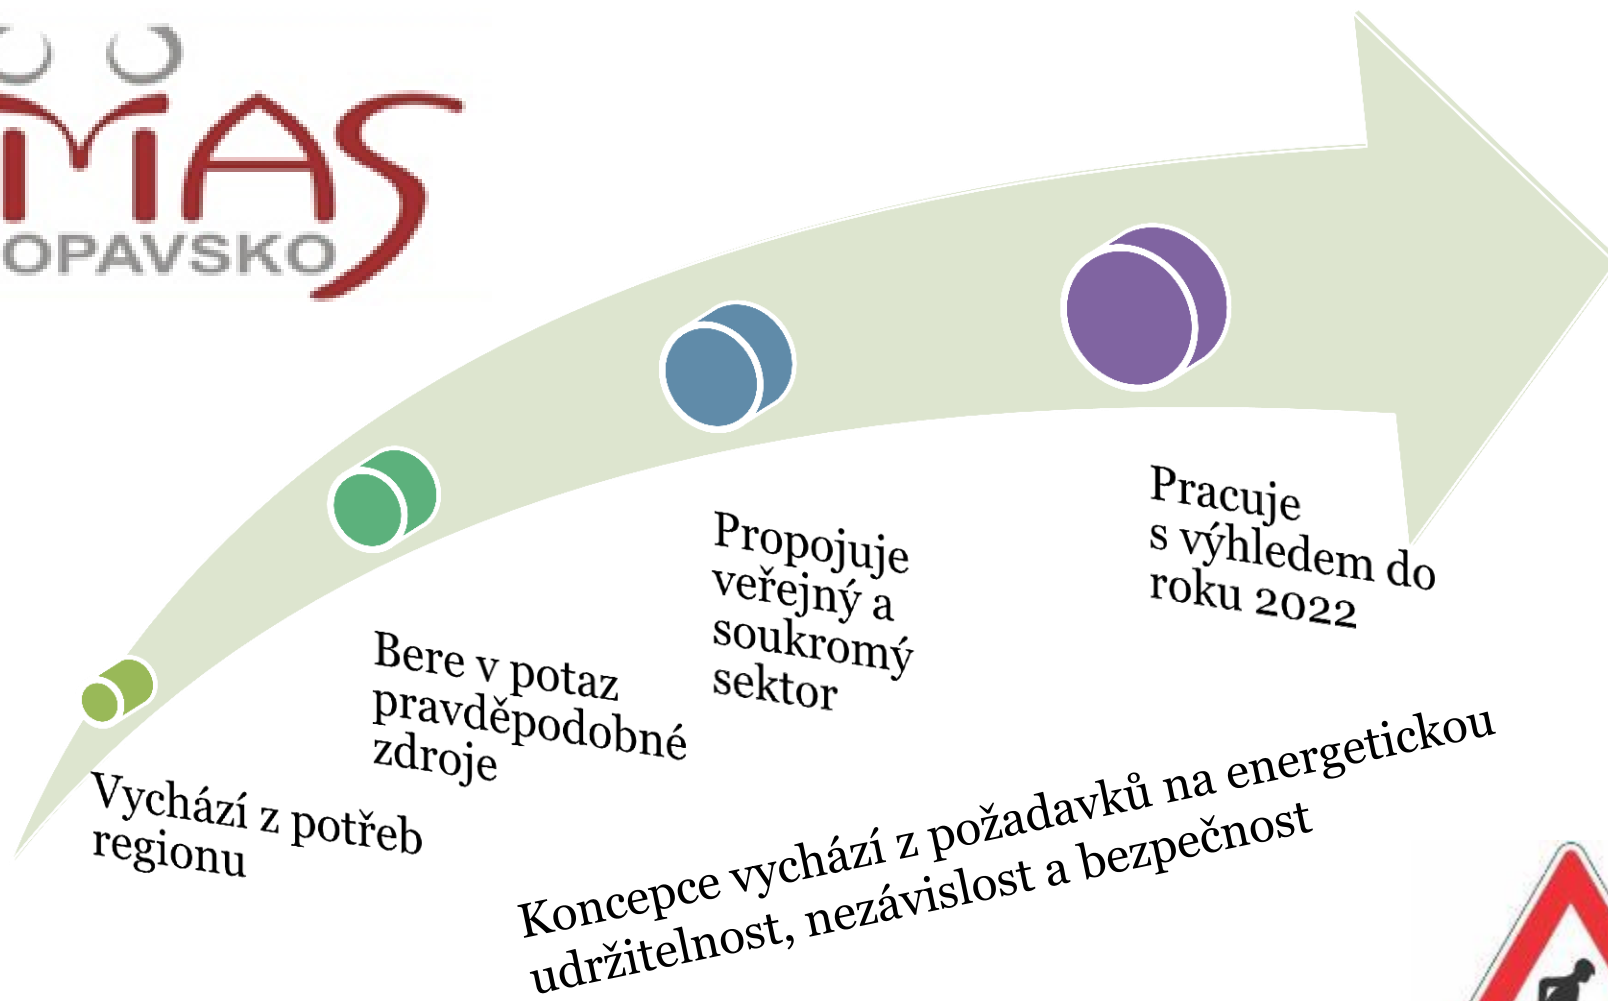 MAS
OPAVSKO
Pracuje
s výhledem do
roku 2022
Propojuje
veřejný a
soukromý
sektor
Bere v potaz
pravděpodobné
zdroje
Vychází z potřeb
regionu
Koncepce vychází z požadavků na energetickou
udržitelnost, nezávislost a bezpečnost